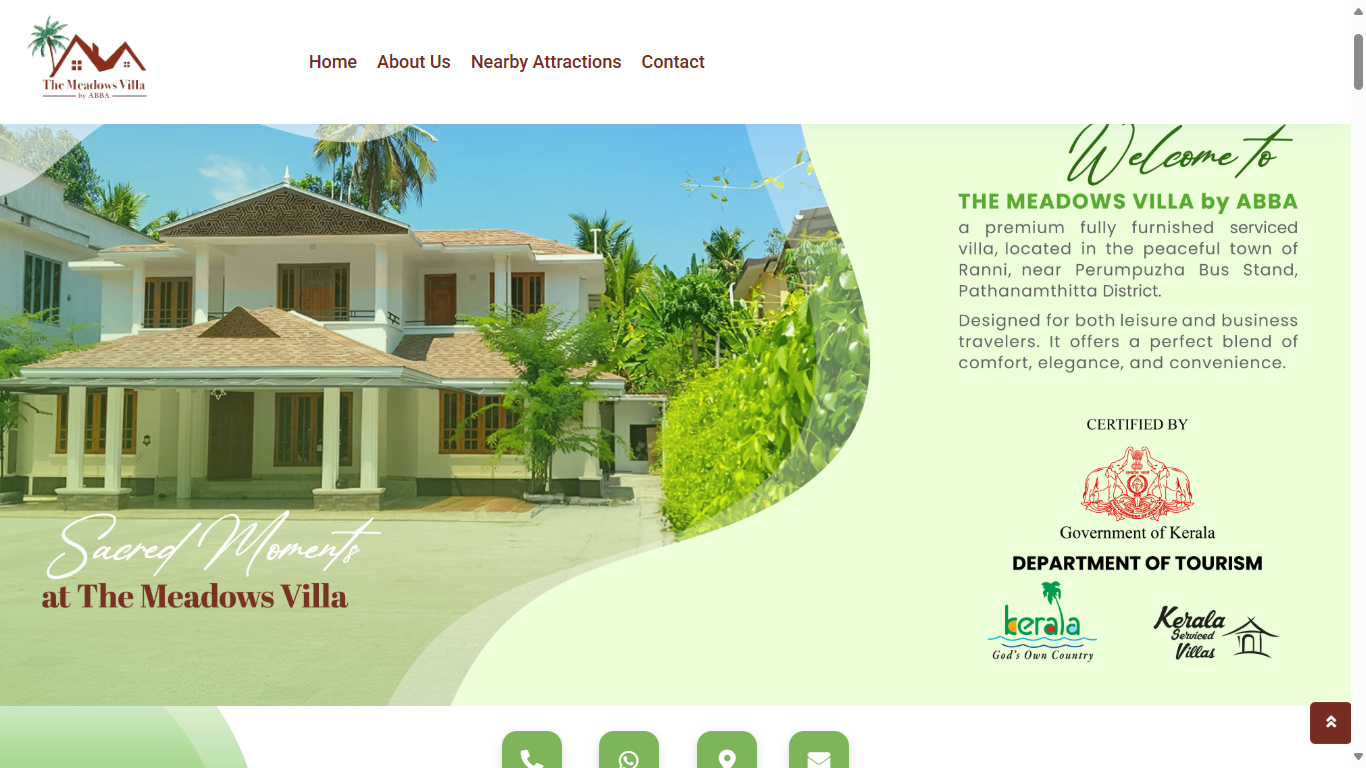 The Meadows Villa
by ABBA
Home About Us Nearby Attractions Contact
Welcome to
THE MEADOWS VILLA by ABBA
a premium fully furnished serviced
villa, located in the peaceful town of
Ranni, near Perumpuzha Bus Stand,
Pathanamthitta District.
Designed for both leisure and business
travelers. It offers a perfect blend of
comfort, elegance, and convenience.
CERTIFIED BY
Government of Kerala
DEPARTMENT OF TOURISM
kerala
God's Own Country
Kerala
Serviced
Villas
Sacred Moments
at The Meadows Villa